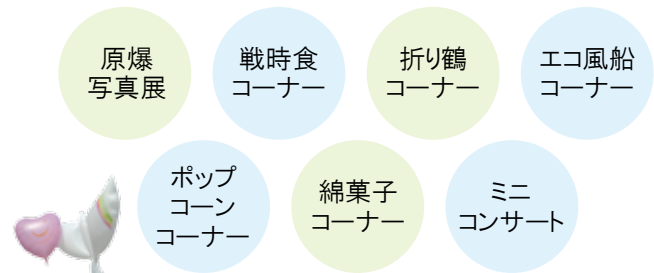 原爆
写真展
戦時食
コーナー
折り鶴
コーナー
エコ風船
コーナー
ポップ
コーン
コーナー
綿菓子
コーナー
ミニ
コンサート